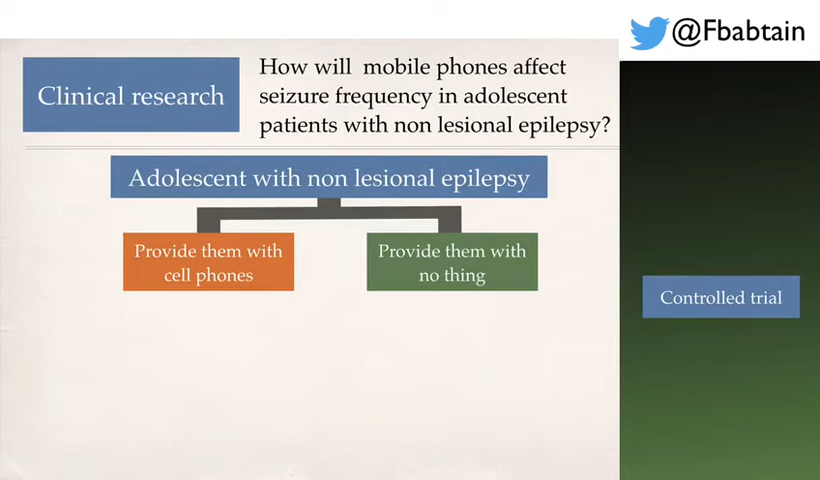 @Fbabtain
Clinical research
How will mobile phones affect
seizure frequency in adolescent
patients with non lesional epilepsy?
Adolescent with non lesional epilepsy
Provide them with
cell phones
Provide them with
no thing
Controlled trial